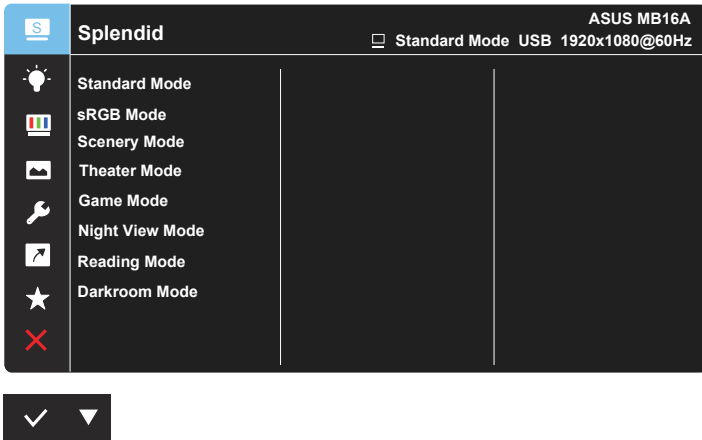 S
Splendid
ASUS MB16A
Standard Mode USB 1920x1080@60Hz
Standard Mode
sRGB Mode
Scenery Mode
Theater Mode
Game Mode
Night View Mode
Reading Mode
Darkroom Mode